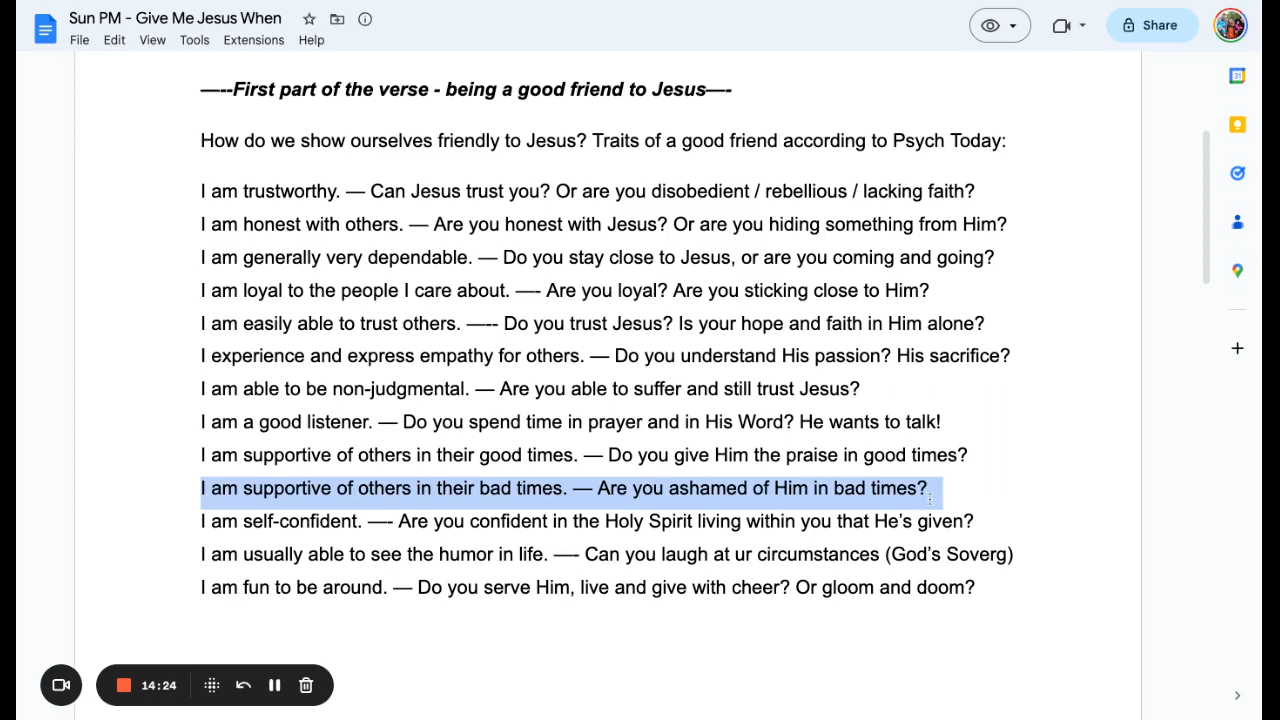 Sun PM - Give Me Jesus When
File Edit View Tools Extensions Help
Share
31
—--First part of the verse - being a good friend to Jesus—-
How do we show ourselves friendly to Jesus? Traits of a good friend according to Psych Today:
I am trustworthy. — Can Jesus trust you? Or are you disobedient / rebellious / lacking faith?
I am honest with others. — Are you honest with Jesus? Or are you hiding something from Him?
I am generally very dependable. — Do you stay close to Jesus, or are you coming and going?
I am loyal to the people I care about. —- Are you loyal? Are you sticking close to Him?
I am easily able to trust others. —-- Do you trust Jesus? Is your hope and faith in Him alone?
I experience and express empathy for others. — Do you understand His passion? His sacrifice?
I am able to be non-judgmental. — Are you able to suffer and still trust Jesus?
I am a good listener. — Do you spend time in prayer and in His Word? He wants to talk!
I am supportive of others in their good times. — Do you give Him the praise in good times?
I am supportive of others in their bad times. — Are you ashamed of Him in bad times?
I am self-confident. —- Are you confident in the Holy Spirit living within you that He’s given?
I am usually able to see the humor in life. —- Can you laugh at ur circumstances (God’s Soverg)
I am fun to be around. — Do you serve Him, live and give with cheer? Or gloom and doom?
14:24